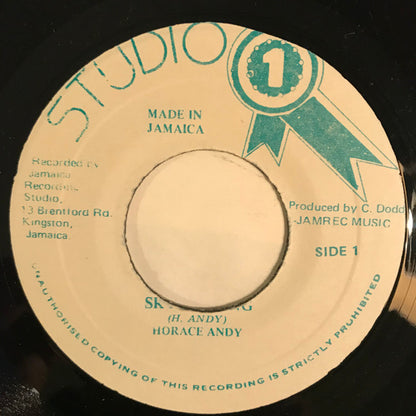 STUDIO 1
MADE IN
JAMAICA
Recorded by
Jamaica
Recording
Studio,
13 Brentford Rd.
Kingston,
Jamaica.
Produced by C. Dodd
JAMREC MUSIC
SIDE 1
(H. ANDY)
HORACE ANDY
UNAUTHORISED COPYING OF THIS RECORDING IS STRICTLY PROHIBITED